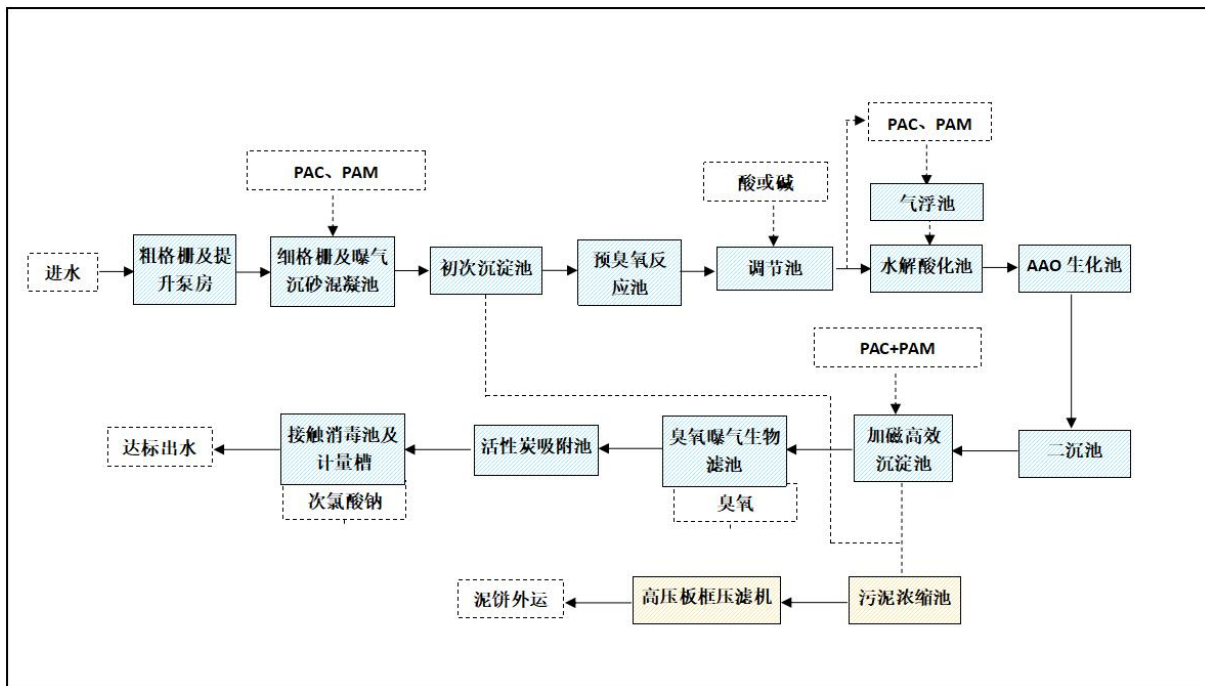 PAC、PAM
PAC、PAM
酸或碱
气浮池
进水
粗格栅及提
升泵房
细格栅及曝气
沉砂混凝池
初次沉淀池
预臭氧反
应池
调节池
水解酸化池
AAO 生化池
PAC+PAM
达标出水
接触消毒池及
计量槽
次氯酸钠
活性炭吸附池
臭氧曝气生物
滤池
臭氧
加磁高效
沉淀池
二沉池
泥饼外运
高压板框压滤机
污泥浓缩池